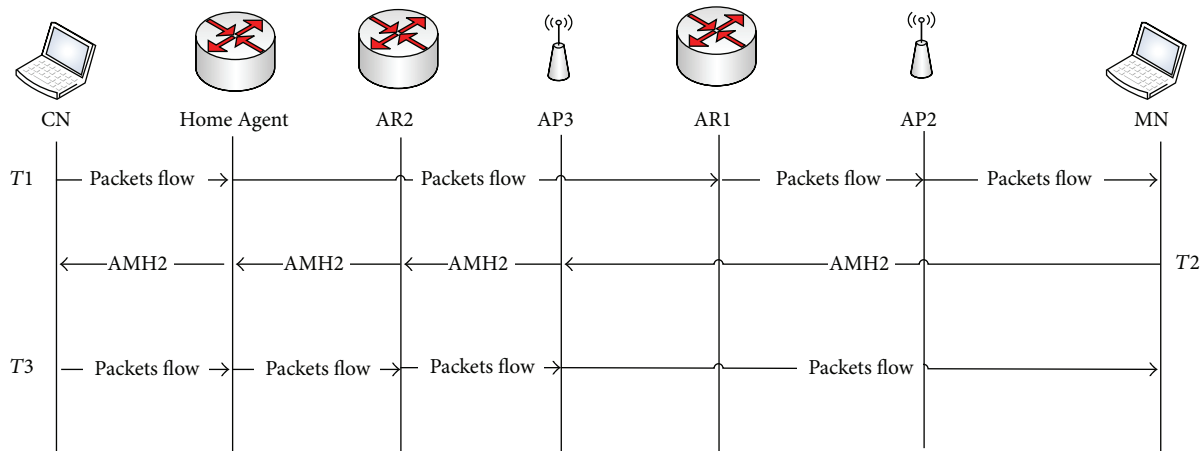 CN
Home Agent
AR2
AP3
AR1
AP2
MN
T1
Packets flow
Packets flow
Packets flow
Packets flow
AMH2
AMH2
AMH2
AMH2
T2
T3
Packets flow
Packets flow
Packets flow
Packets flow